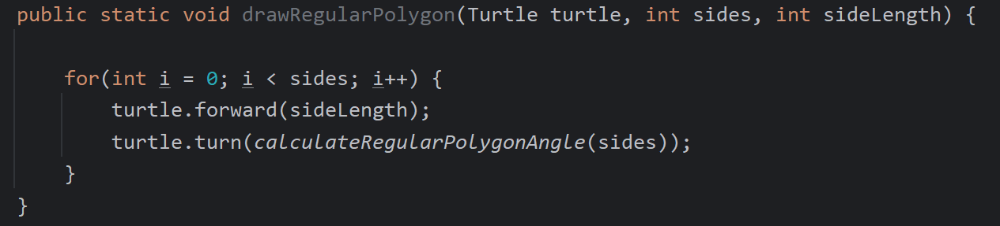 public static void drawRegularPolygon(Turtle turtle, int sides, int sideLength) {
for(int i = 0; i < sides; i++) {
turtle.forward(sideLength);
turtle.turn(calculateRegularPolygonAngle(sides));
}
}